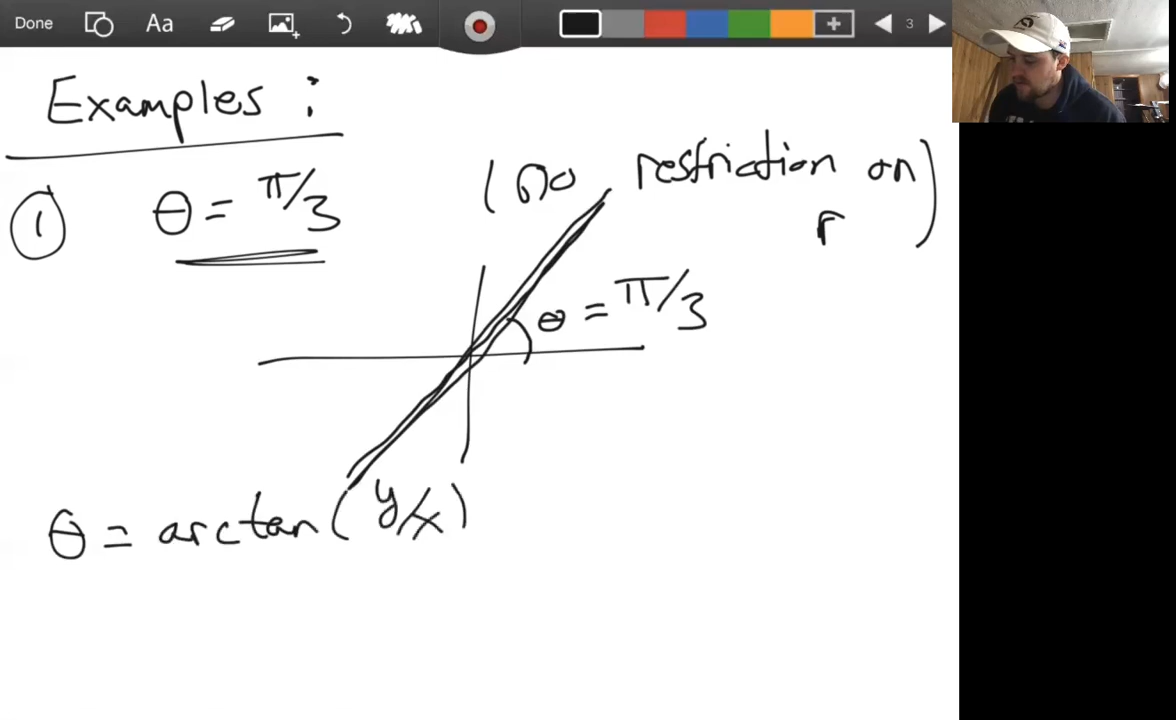 Done Aa 3
Examples :
(no restriction on r)
① θ = π/3
θ = π/3
θ = arctan(y/x)